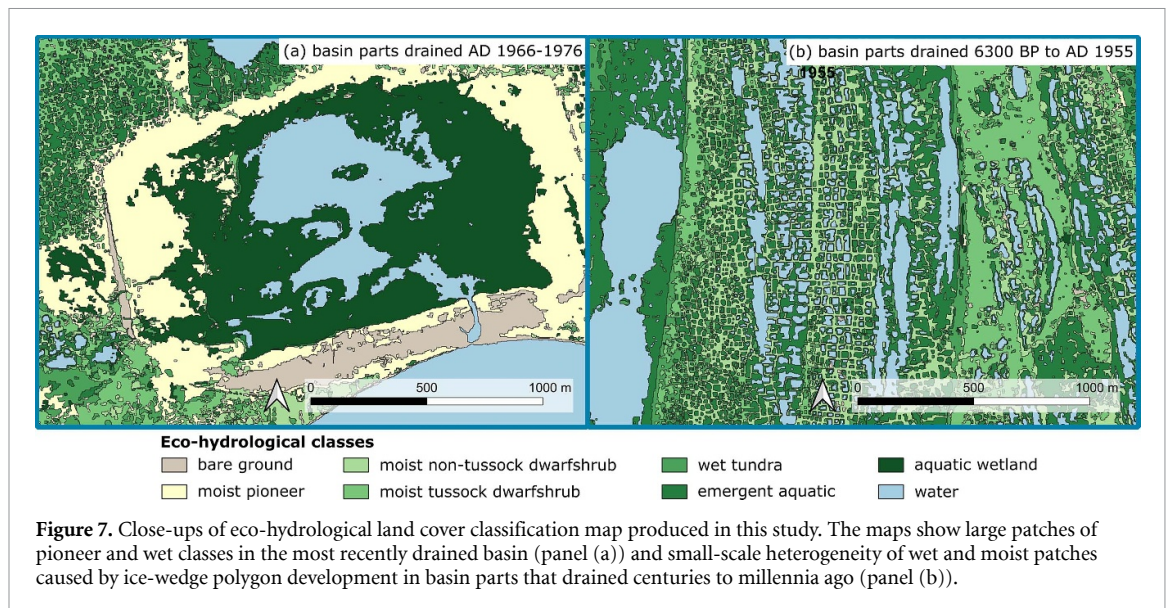 (a) basin parts drained AD 1966-1976
(b) basin parts drained 6300 BP to AD 1955
1955
0 500 1000 m
0 500 1000 m
Eco-hydrological classes
bare ground moist non-tussock dwarfshrub wet tundra aquatic wetland
moist pioneer moist tussock dwarfshrub emergent aquatic water
Figure 7. Close-ups of eco-hydrological land cover classification map produced in this study. The maps show large patches of
pioneer and wet classes in the most recently drained basin (panel (a)) and small-scale heterogeneity of wet and moist patches
caused by ice-wedge polygon development in basin parts that drained centuries to millennia ago (panel (b)).